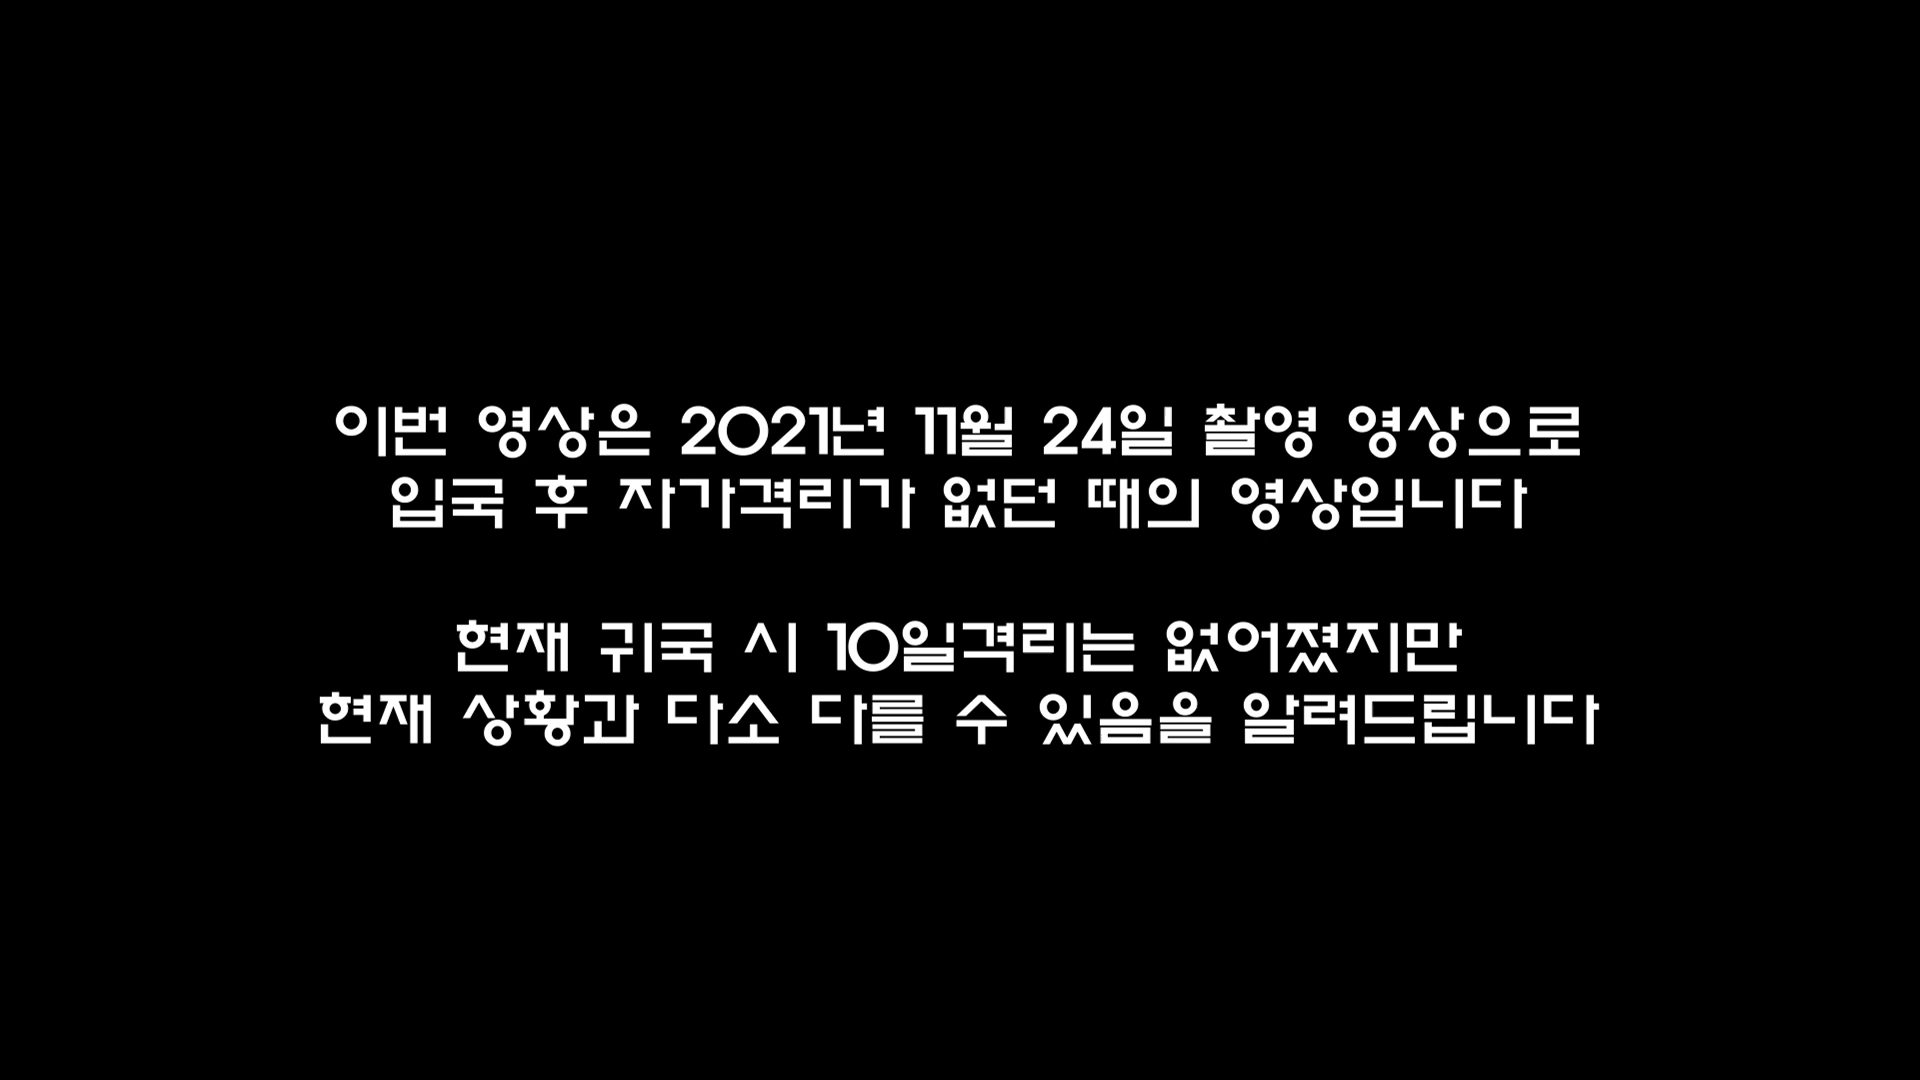 이번 영상은 2021년 11월 24일 촬영 영상으로
입국 후 자가격리가 없던 때의 영상입니다
현재 귀국 시 10일격리는 없어졌지만
현재 상황과 다소 다를 수 있음을 알려드립니다